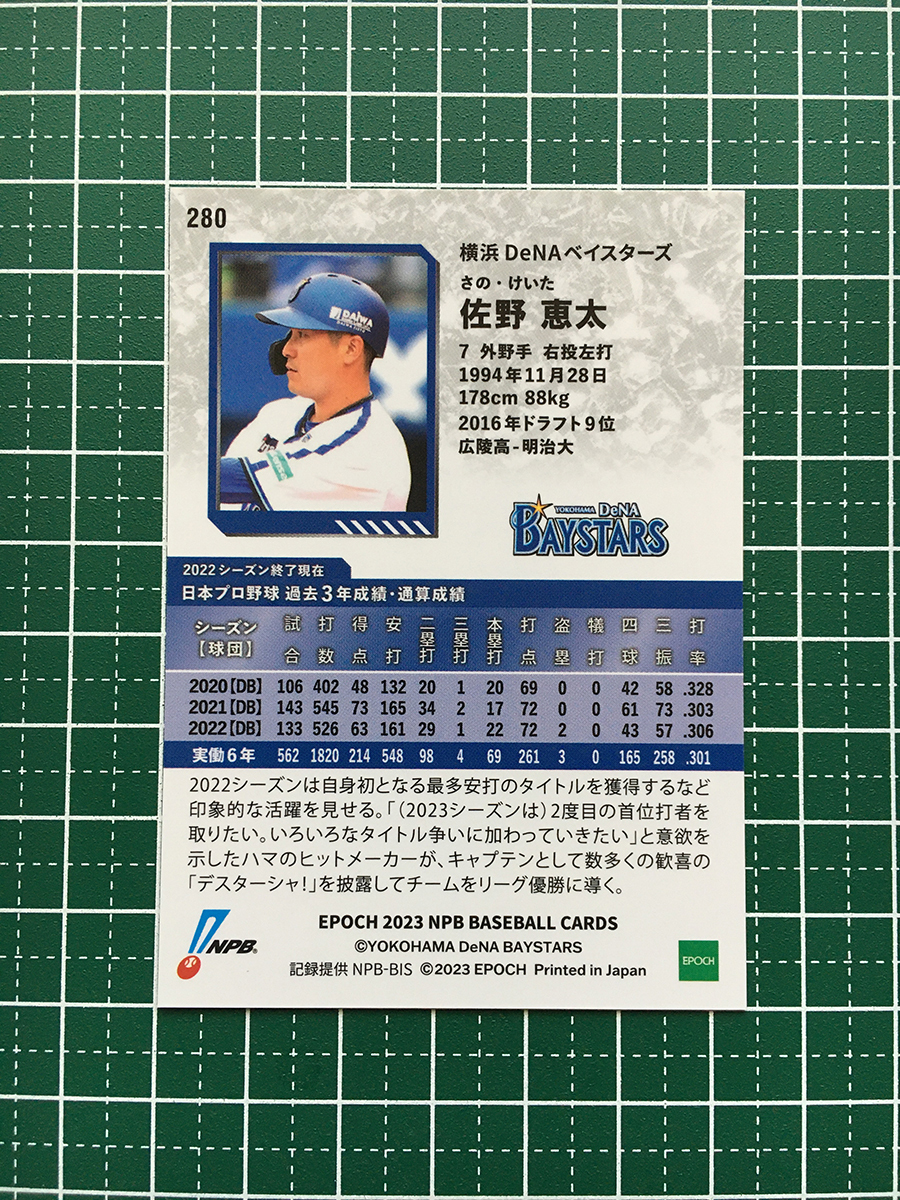 280
横浜 DeNA ベイスターズ
さの・けいた
佐野 恵太
7 外野手 右投左打
1994年11月28日
178cm 88kg
2016年ドラフト9位
広陵高-明治大
DAIWA
YOKOHAMA DeNA
BAYSTARS
2022シーズン終了現在
日本プロ野球 過去3年成績・通算成績
シーズン【球団】 試合 打数 得点 安打 二塁打 三塁打 本塁打 打点 盗塁 犠打 四球 三振 打率
2020【DB】 106 402 48 132 20 1 20 69 0 0 42 58 .328
2021【DB】 143 545 73 165 34 2 17 72 0 0 61 73 .303
2022【DB】 133 526 63 161 29 1 22 72 2 0 43 57 .306
実働6年 562 1820 214 548 98 4 69 261 3 0 165 258 .301
2022シーズンは自身初となる最多安打のタイトルを獲得するなど
印象的な活躍を見せる。「(2023シーズンは)2度目の首位打者を
取りたい。いろいろなタイトル争いに加わっていきたい」と意欲を
示したハマのヒットメーカーが、キャプテンとして数多くの歓喜の
「デスターシャ!」を披露してチームをリーグ優勝に導く。
NPB®
EPOCH 2023 NPB BASEBALL CARDS
©YOKOHAMA DeNA BAYSTARS
記録提供 NPB-BIS ©2023 EPOCH Printed in Japan
EPOCH